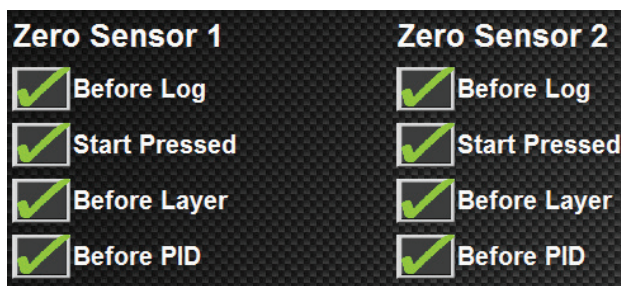 Zero Sensor 1
Before Log
Start Pressed
Before Layer
Before PID
Zero Sensor 2
Before Log
Start Pressed
Before Layer
Before PID